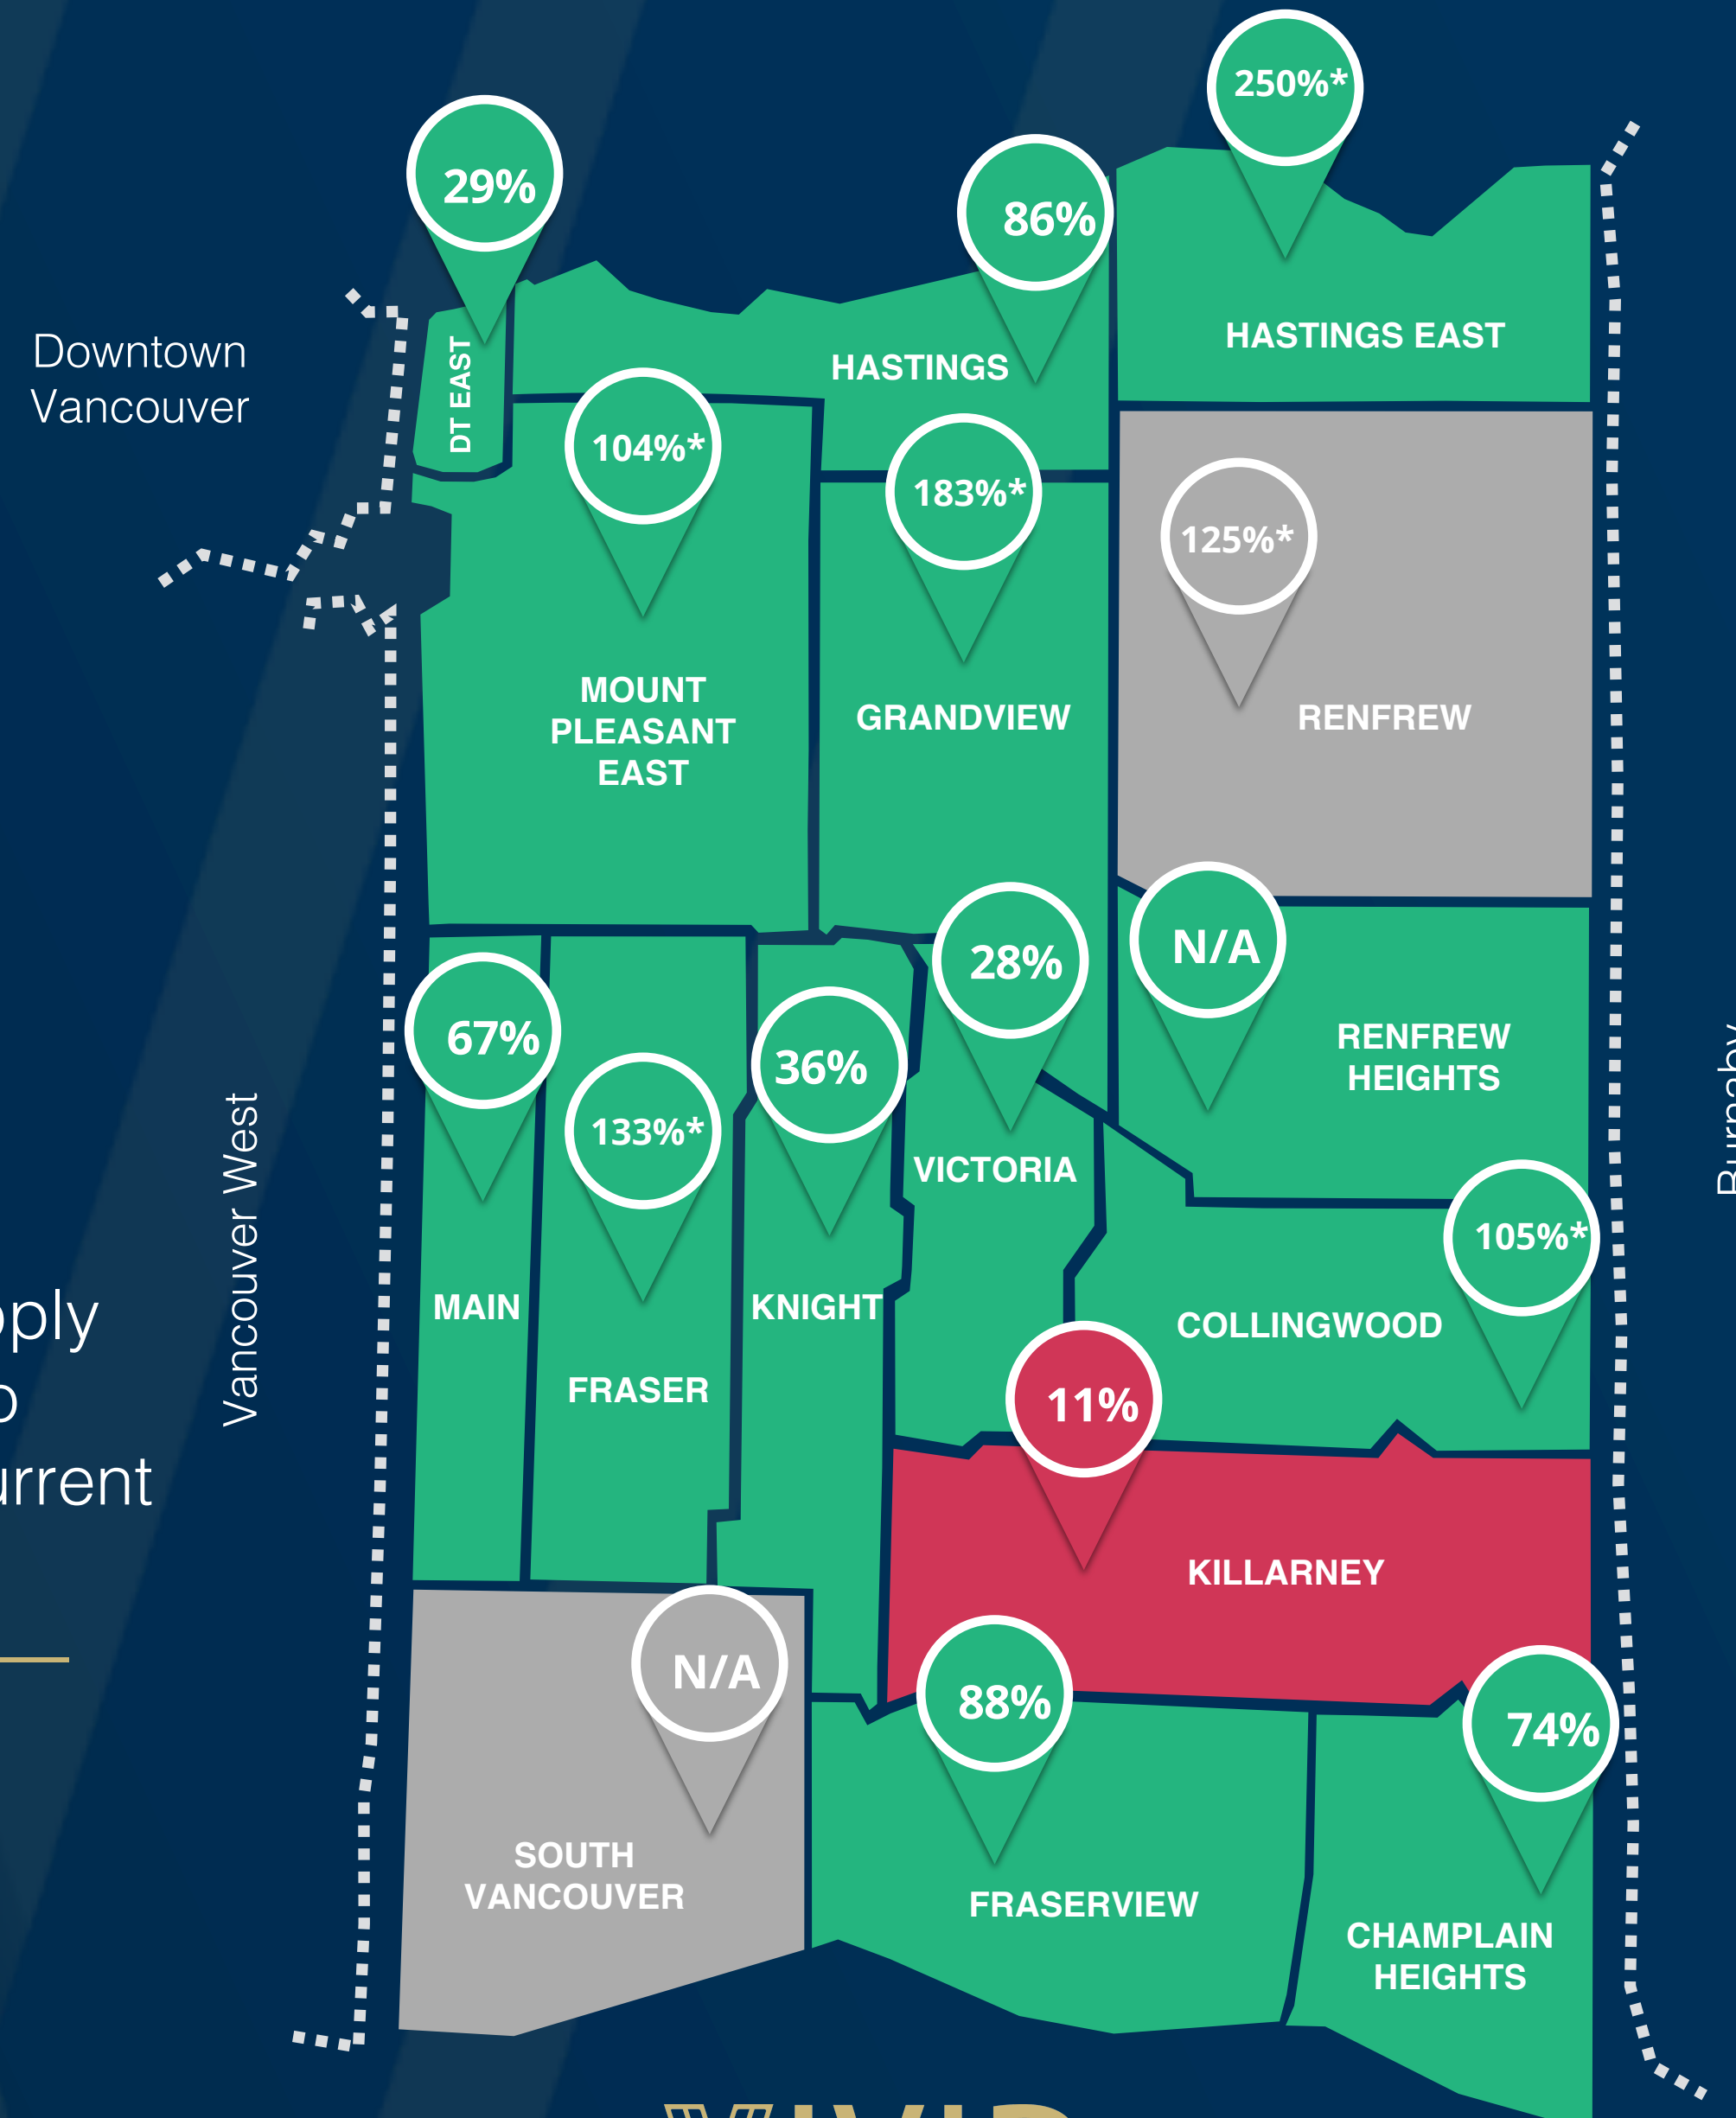 250%*
29%
86%
HASTINGS EAST
Downtown
Vancouver
DT EAST
HASTINGS
104%*
183%*
125%*
MOUNT
PLEASANT
EAST
GRANDVIEW
RENFREW
N/A
28%
67%
36%
133%*
RENFREW
HEIGHTS
Vancouver West
VICTORIA
105%*
MAIN
KNIGHT
COLLINGWOOD
FRASER
11%
urrent
KILLARNEY
N/A
88%
74%
SOUTH
VANCOUVER
FRASERVIEW
CHAMPLAIN
HEIGHTS